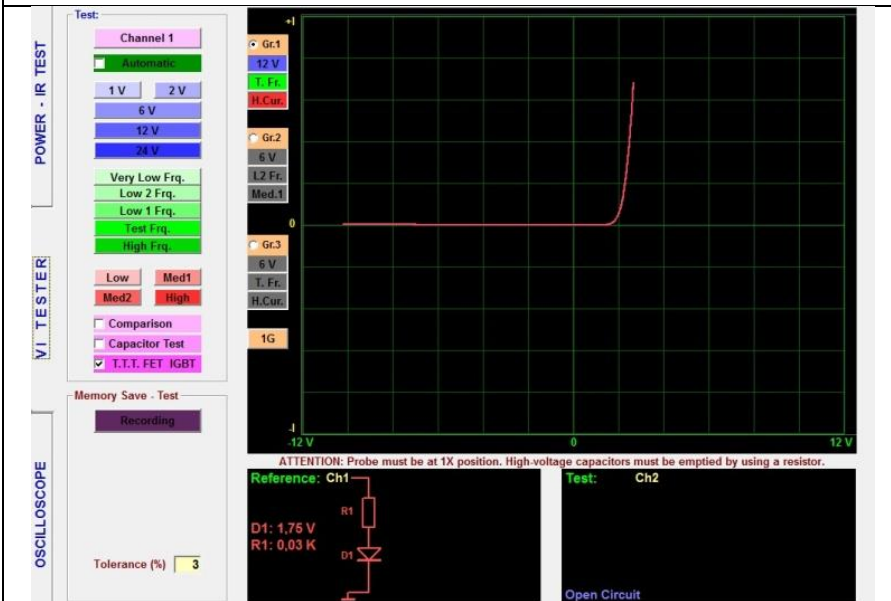 Test:
Channel 1
Automatic
1 V
2 V
6 V
12 V
24 V
Very Low Frq.
Low 2 Frq.
Low 1 Frq.
Test Frq.
High Frq.
Low
Med1
Med2
High
Comparison
Capacitor Test
T.T.T. FET IGBT
Memory Save - Test
Recording
Tolerance (%) 3
POWER - IR TEST
VI TESTER
OSCILLOSCOPE
Gr.1
12 V
T. Fr.
H.Cur.
Gr.2
6 V
L2 Fr.
Med.1
Gr.3
6 V
T. Fr.
H.Cur.
1G
+I
0
-I
-12 V
0
12 V
ATTENTION: Probe must be at 1X position. High-voltage capacitors must be emptied by using a resistor.
Reference: Ch1
R1
D1: 1,75 V
R1: 0,03 K
D1
Test: Ch2
Open Circuit